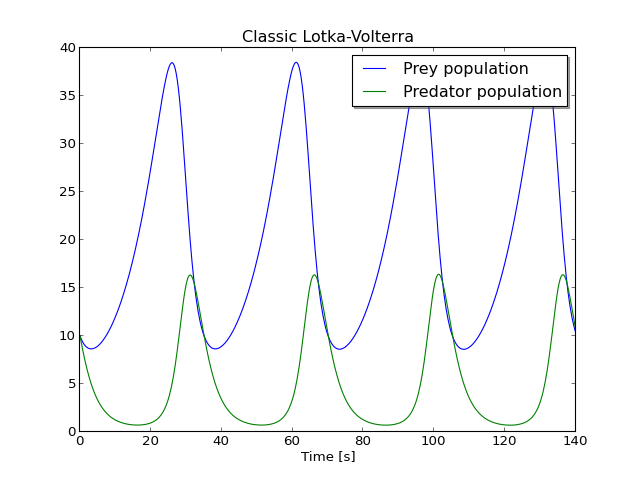 Classic Lotka-Volterra
Prey population
Predator population
40
35
30
25
20
15
10
5
0
0 20 40 60 80 100 120 140
Time [s]